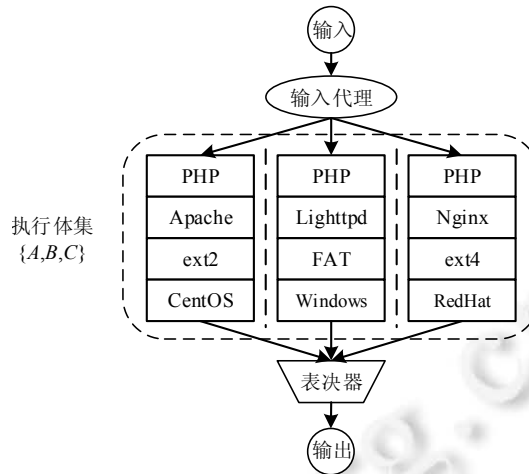 输入
输入代理
PHP PHP PHP
Apache Lighttpd Nginx
执行体集
{A,B,C}
ext2 FAT ext4
CentOS Windows RedHat
表决器
输出